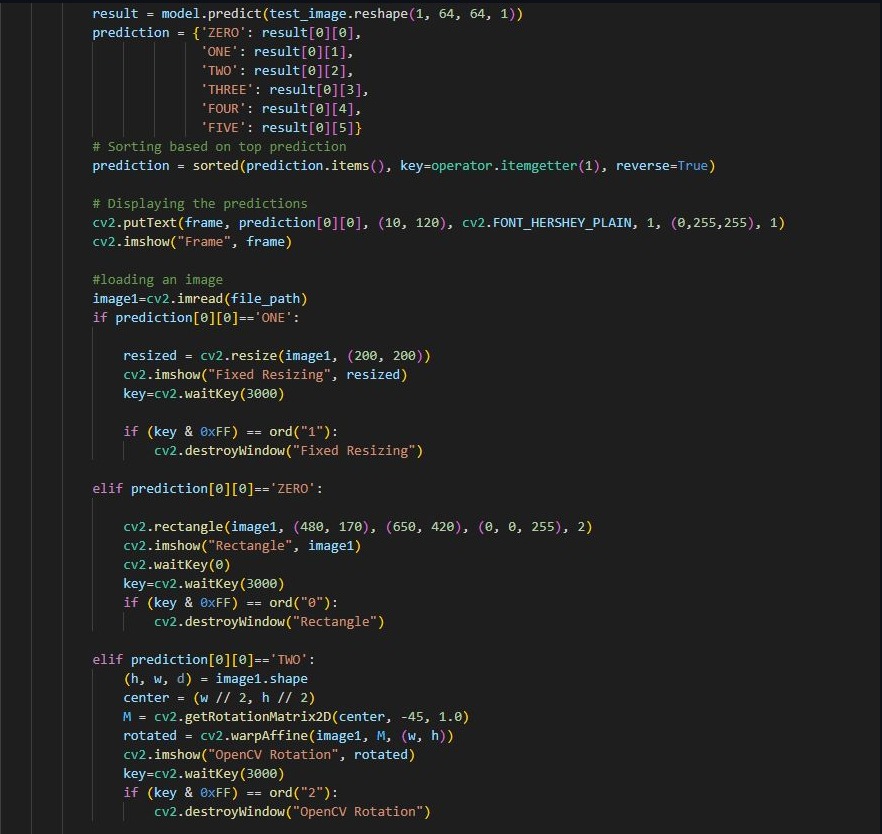 result = model.predict(test_image.reshape(1, 64, 64, 1))
prediction = {'ZERO': result[0][0],
'ONE': result[0][1],
'TWO': result[0][2],
'THREE': result[0][3],
'FOUR': result[0][4],
'FIVE': result[0][5]}
# Sorting based on top prediction
prediction = sorted(prediction.items(), key=operator.itemgetter(1), reverse=True)
# Displaying the predictions
cv2.putText(frame, prediction[0][0], (10, 120), cv2.FONT_HERSHEY_PLAIN, 1, (0,255,255), 1)
cv2.imshow("Frame", frame)
#loading an image
image1=cv2.imread(file_path)
if prediction[0][0]=='ONE':
resized = cv2.resize(image1, (200, 200))
cv2.imshow("Fixed Resizing", resized)
key=cv2.waitKey(3000)
if (key & 0xFF) == ord("1"):
cv2.destroyWindow("Fixed Resizing")
elif prediction[0][0]=='ZERO':
cv2.rectangle(image1, (480, 170), (650, 420), (0, 0, 255), 2)
cv2.imshow("Rectangle", image1)
cv2.waitKey(0)
key=cv2.waitKey(3000)
if (key & 0xFF) == ord("0"):
cv2.destroyWindow("Rectangle")
elif prediction[0][0]=='TWO':
(h, w, d) = image1.shape
center = (w // 2, h // 2)
M = cv2.getRotationMatrix2D(center, -45, 1.0)
rotated = cv2.warpAffine(image1, M, (w, h))
cv2.imshow("OpenCV Rotation", rotated)
key=cv2.waitKey(3000)
if (key & 0xFF) == ord("2"):
cv2.destroyWindow("OpenCV Rotation")